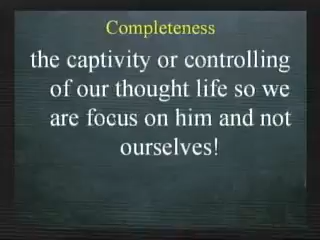 Completeness
the captivity or controlling
of our thought life so we
are focus on him and not
ourselves!